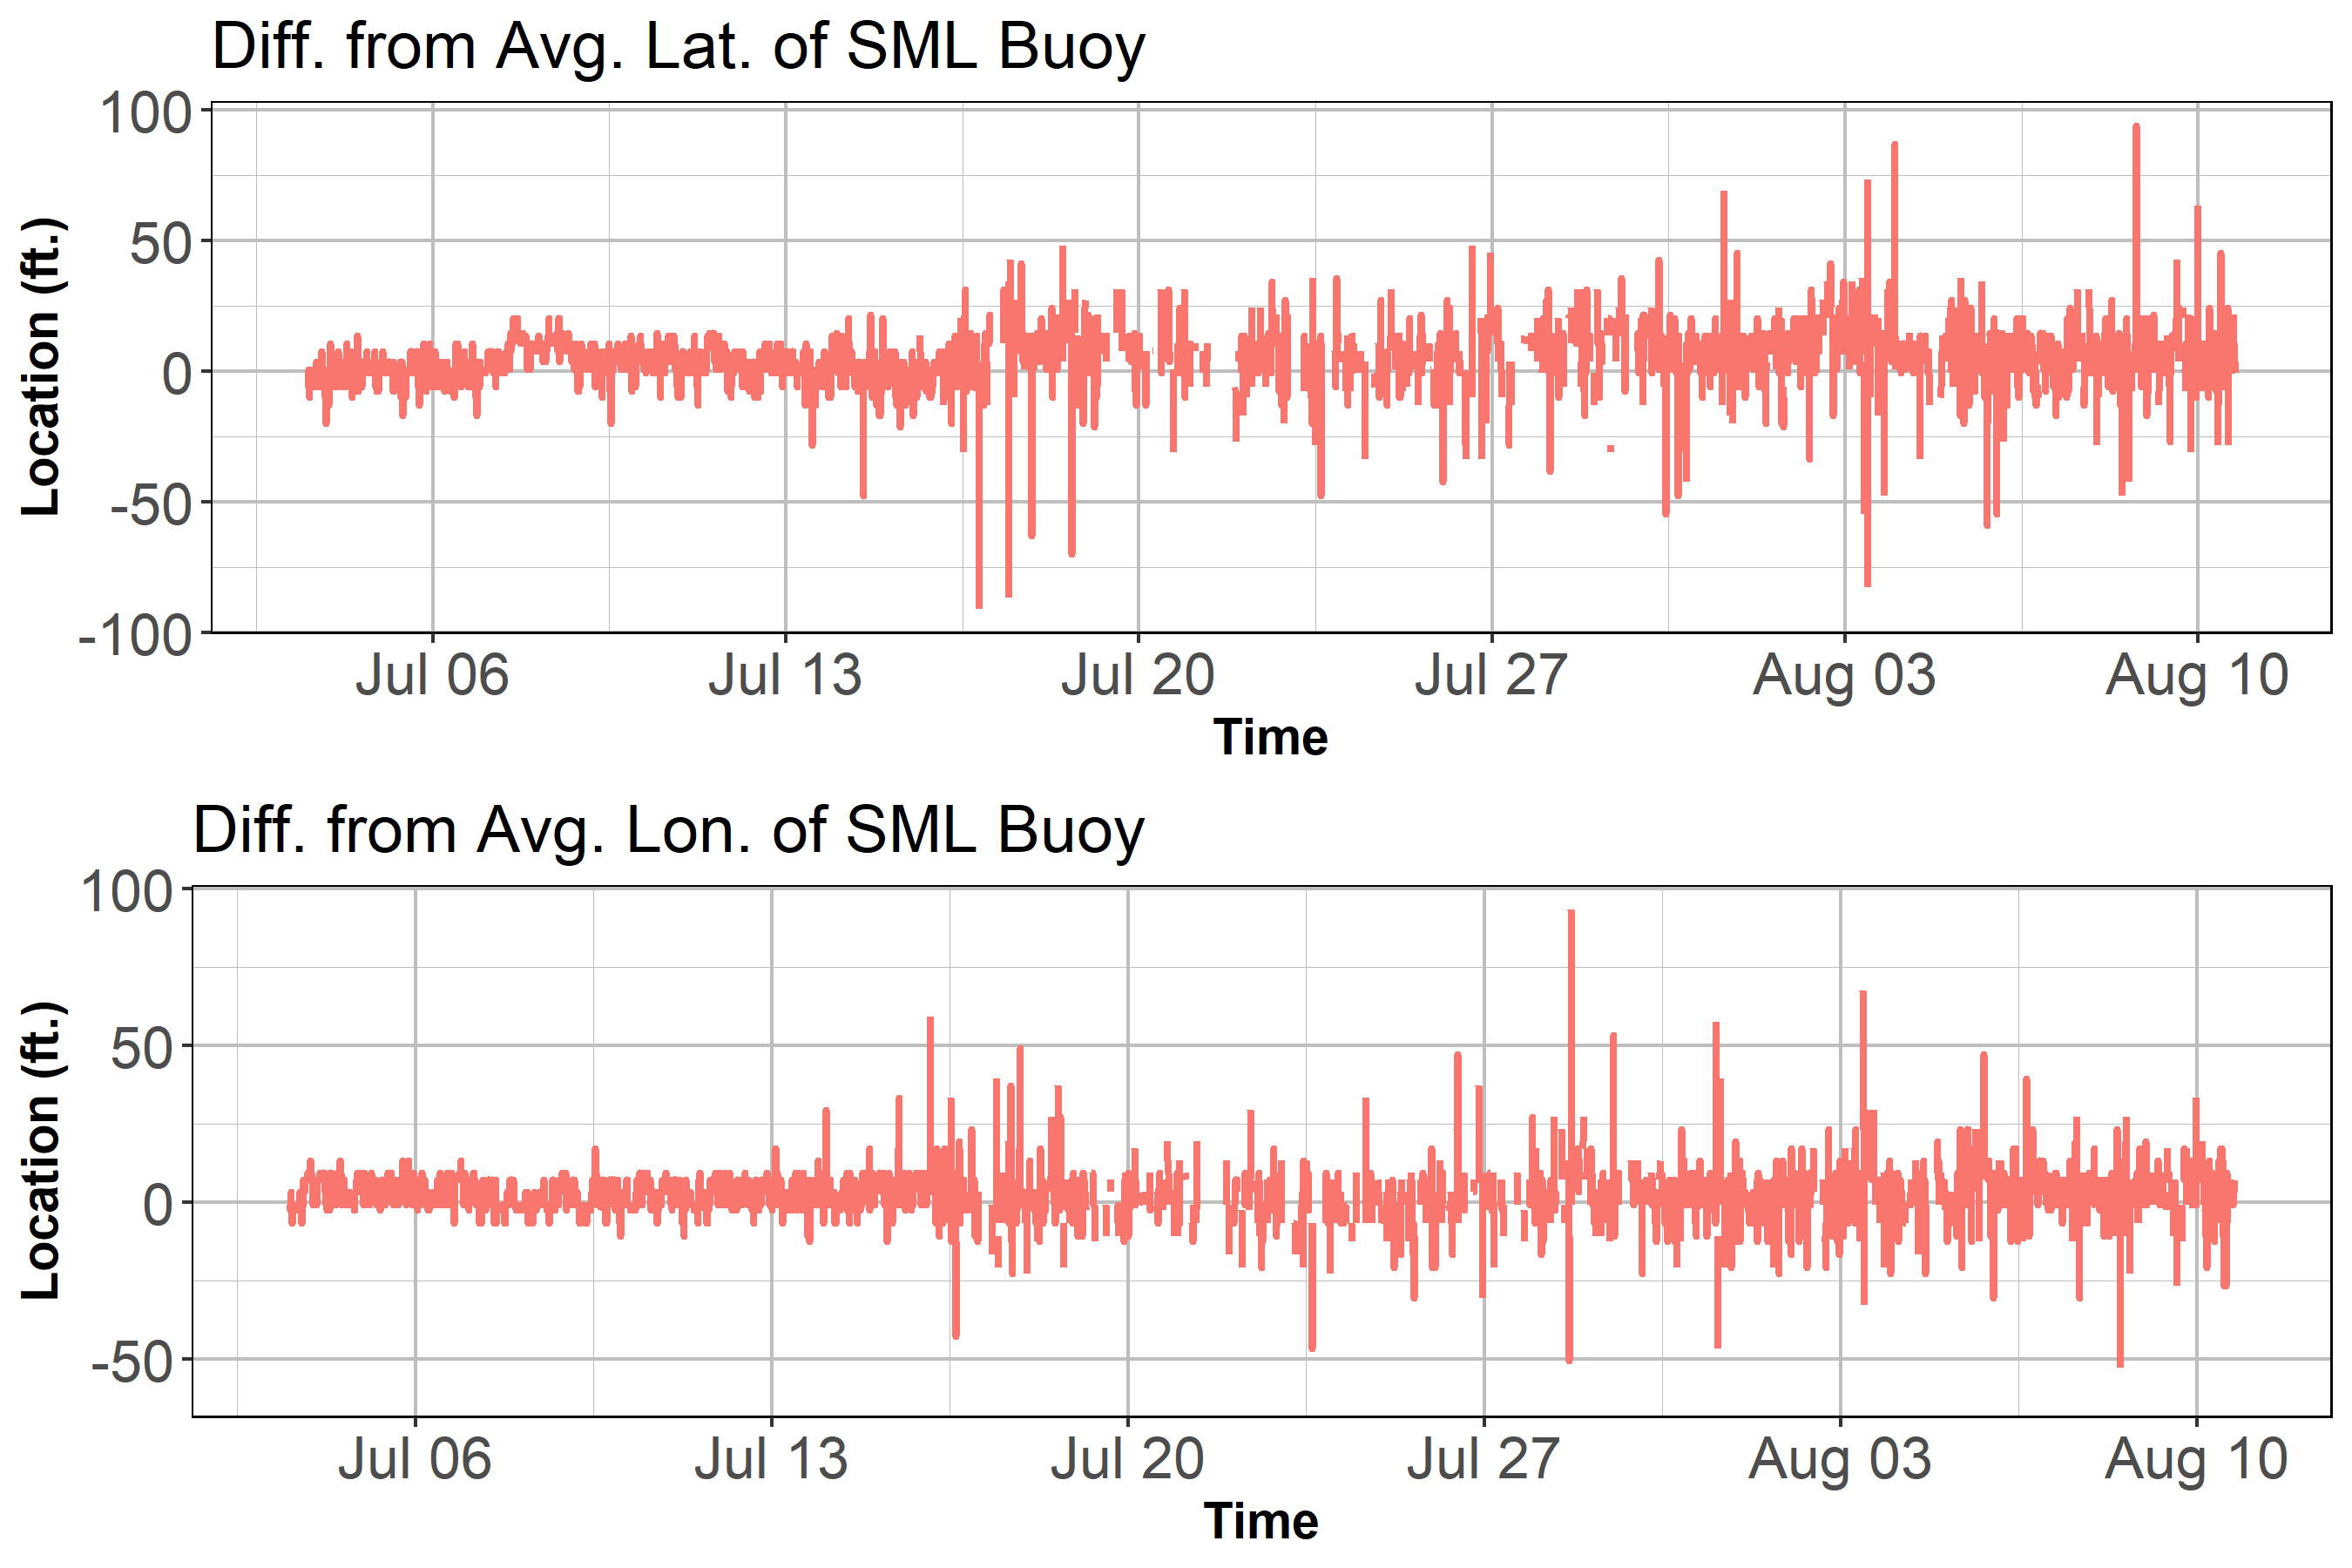 Diff. from Avg. Lat. of SML Buoy
Location (ft.)
100
50
0
-50
-100
Jul 06 Jul 13 Jul 20 Jul 27 Aug 03 Aug 10
Time
Diff. from Avg. Lon. of SML Buoy
Location (ft.)
100
50
0
-50
Jul 06 Jul 13 Jul 20 Jul 27 Aug 03 Aug 10
Time